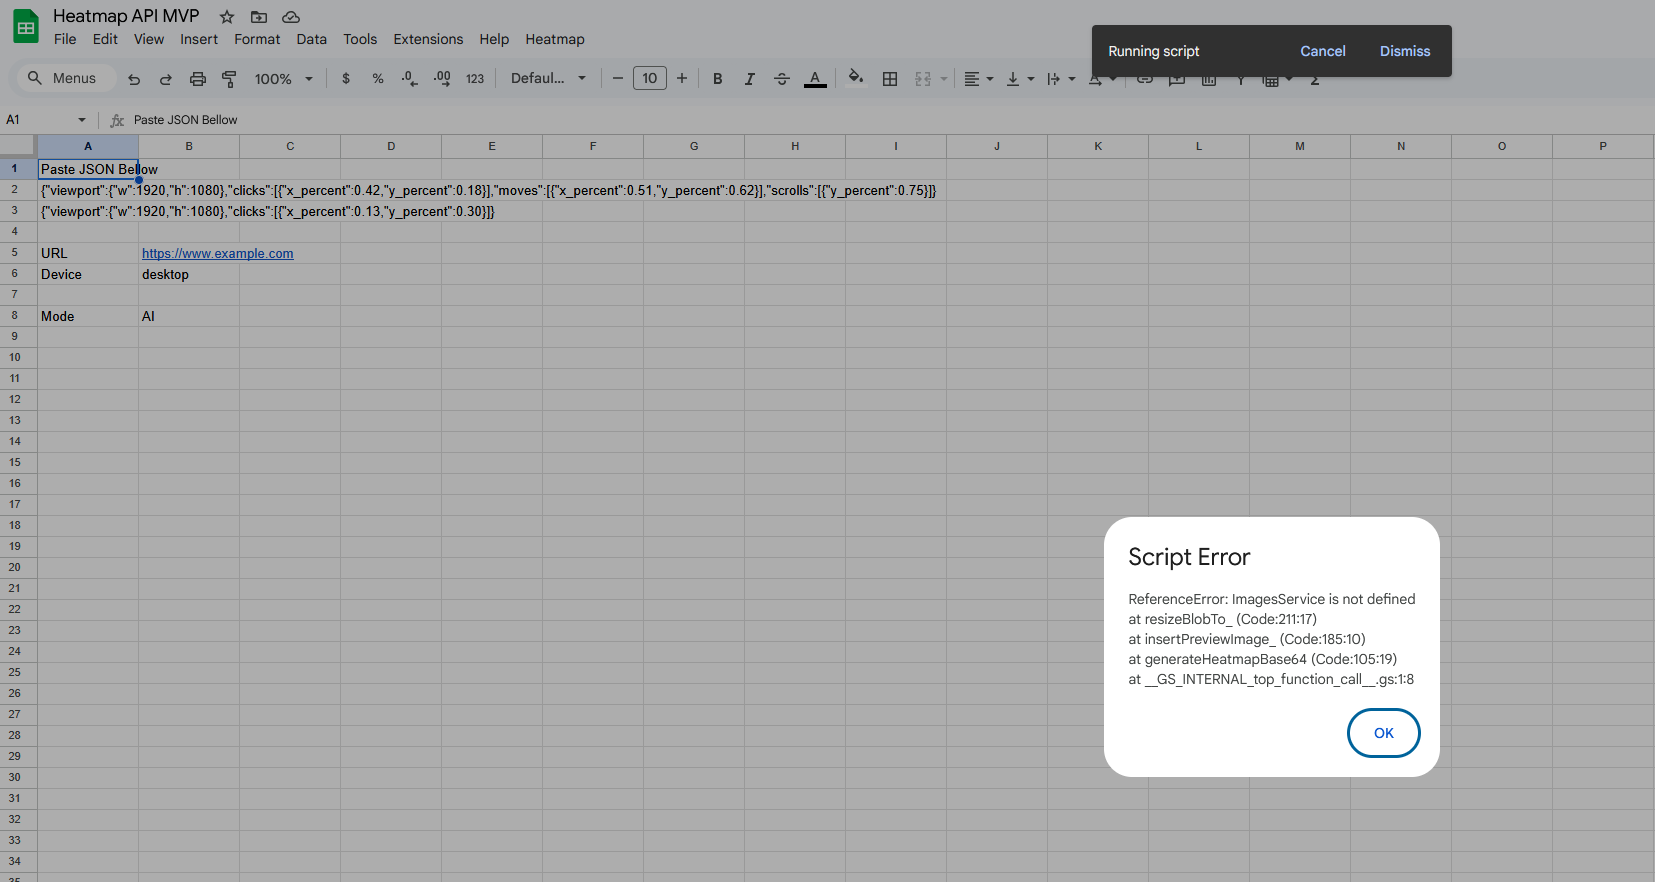 Heatmap API MVP
File Edit View Insert Format Data Tools Extensions Help Heatmap
Running script Cancel Dismiss
Menus 100% $ % .0 .00 123 Defaul... − 10 + B I A
A1 fx Paste JSON Bellow
A B C D E F G H I J K L M N O P
1 Paste JSON Bellow
2 {"viewport":{"w":1920,"h":1080},"clicks":[{"x_percent":0.42,"y_percent":0.18}],"moves":[{"x_percent":0.51,"y_percent":0.62}],"scrolls":[{"y_percent":0.75}]}
3 {"viewport":{"w":1920,"h":1080},"clicks":[{"x_percent":0.13,"y_percent":0.30}]}
4
5 URL https://www.example.com
6 Device desktop
7
8 Mode AI
9
10
11
12
13
14
15
16
17
18
19
20
21
22
23
24
25
26
27
28
29
30
31
32
33
34
35
Script Error
ReferenceError: ImagesService is not defined
at resizeBlobTo_ (Code:211:17)
at insertPreviewImage_ (Code:185:10)
at generateHeatmapBase64 (Code:105:19)
at __GS_INTERNAL_top_function_call__.gs:1:8
OK